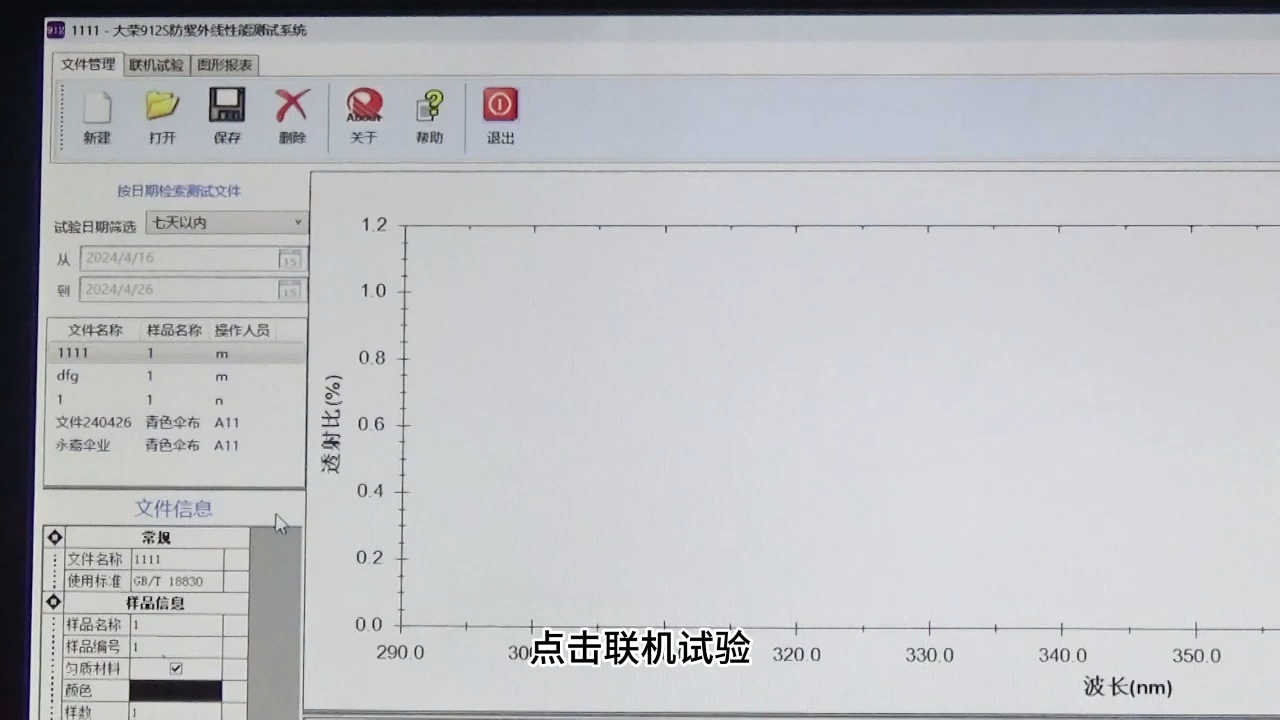 912 1111 - 大荣912S防紫外线性能测试系统
文件管理 联机试验 图形报表
新建 打开 保存 删除 About 关于 帮助 退出
按日期检索测试文件
试验日期筛选 七天以内
从 2024/4/16 15
到 2024/4/26 15
文件名称 样品名称 操作人员
1111 1 m
dfg 1 m
1 1 n
文件240426 青色伞布 A11
永嘉伞业 青色伞布 A11
文件信息
常规
文件名称 1111
使用标准 GB/T 18830
样品信息
样品名称 1
样品编号 1
匀质材料
颜色
样数 1
1.2
1.0
0.8
0.6
0.4
0.2
0.0
透射比(%)
290.0 30 320.0 330.0 340.0 350.0
波长(nm)
点击联机试验